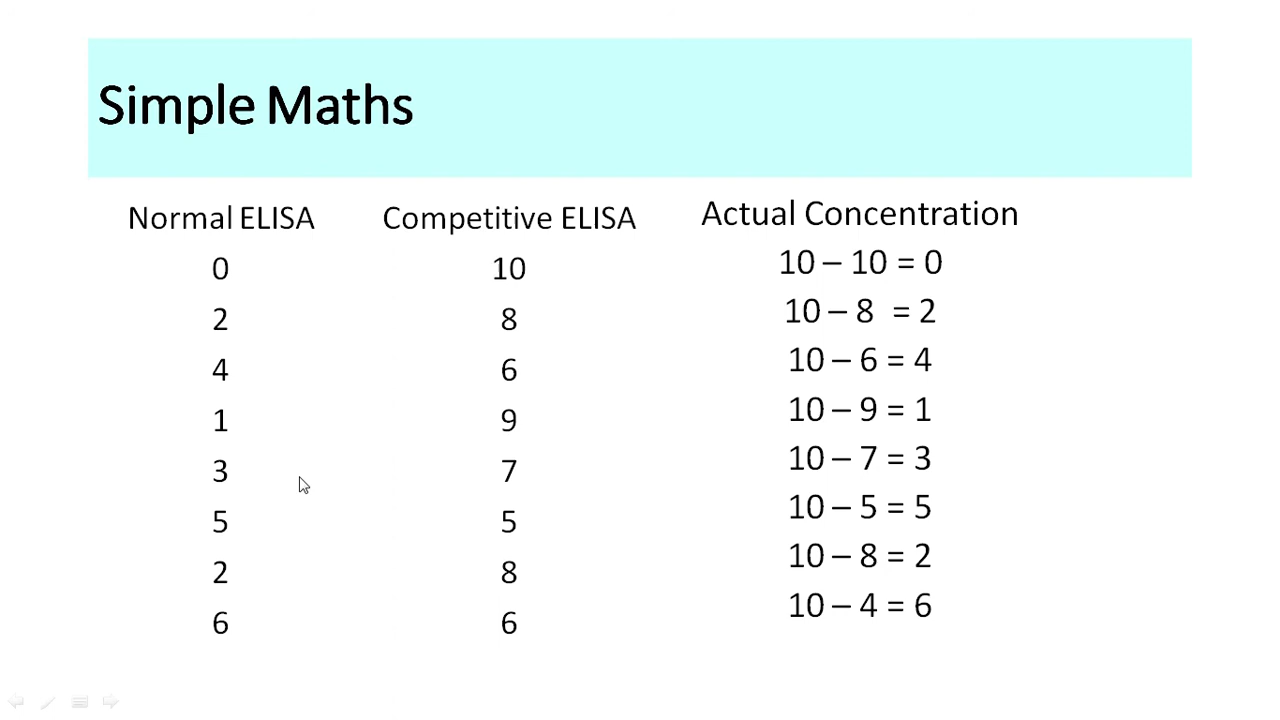 Simple Maths
Normal ELISA Competitive ELISA Actual Concentration
0 10 10 – 10 = 0
2 8 10 – 8 = 2
4 6 10 – 6 = 4
1 9 10 – 9 = 1
3 7 10 – 7 = 3
5 5 10 – 5 = 5
2 8 10 – 8 = 2
6 6 10 – 4 = 6